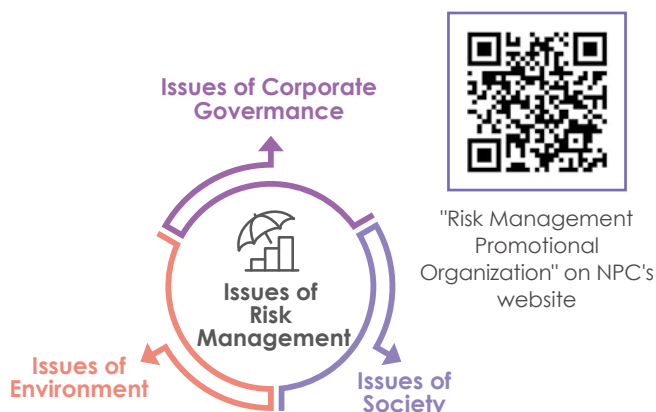 Issues of Corporate
Govermance
"Risk Management
Promotional
Organization" on NPC's
website
Issues of
Risk
Management
Issues of
Environment
Issues of
Society